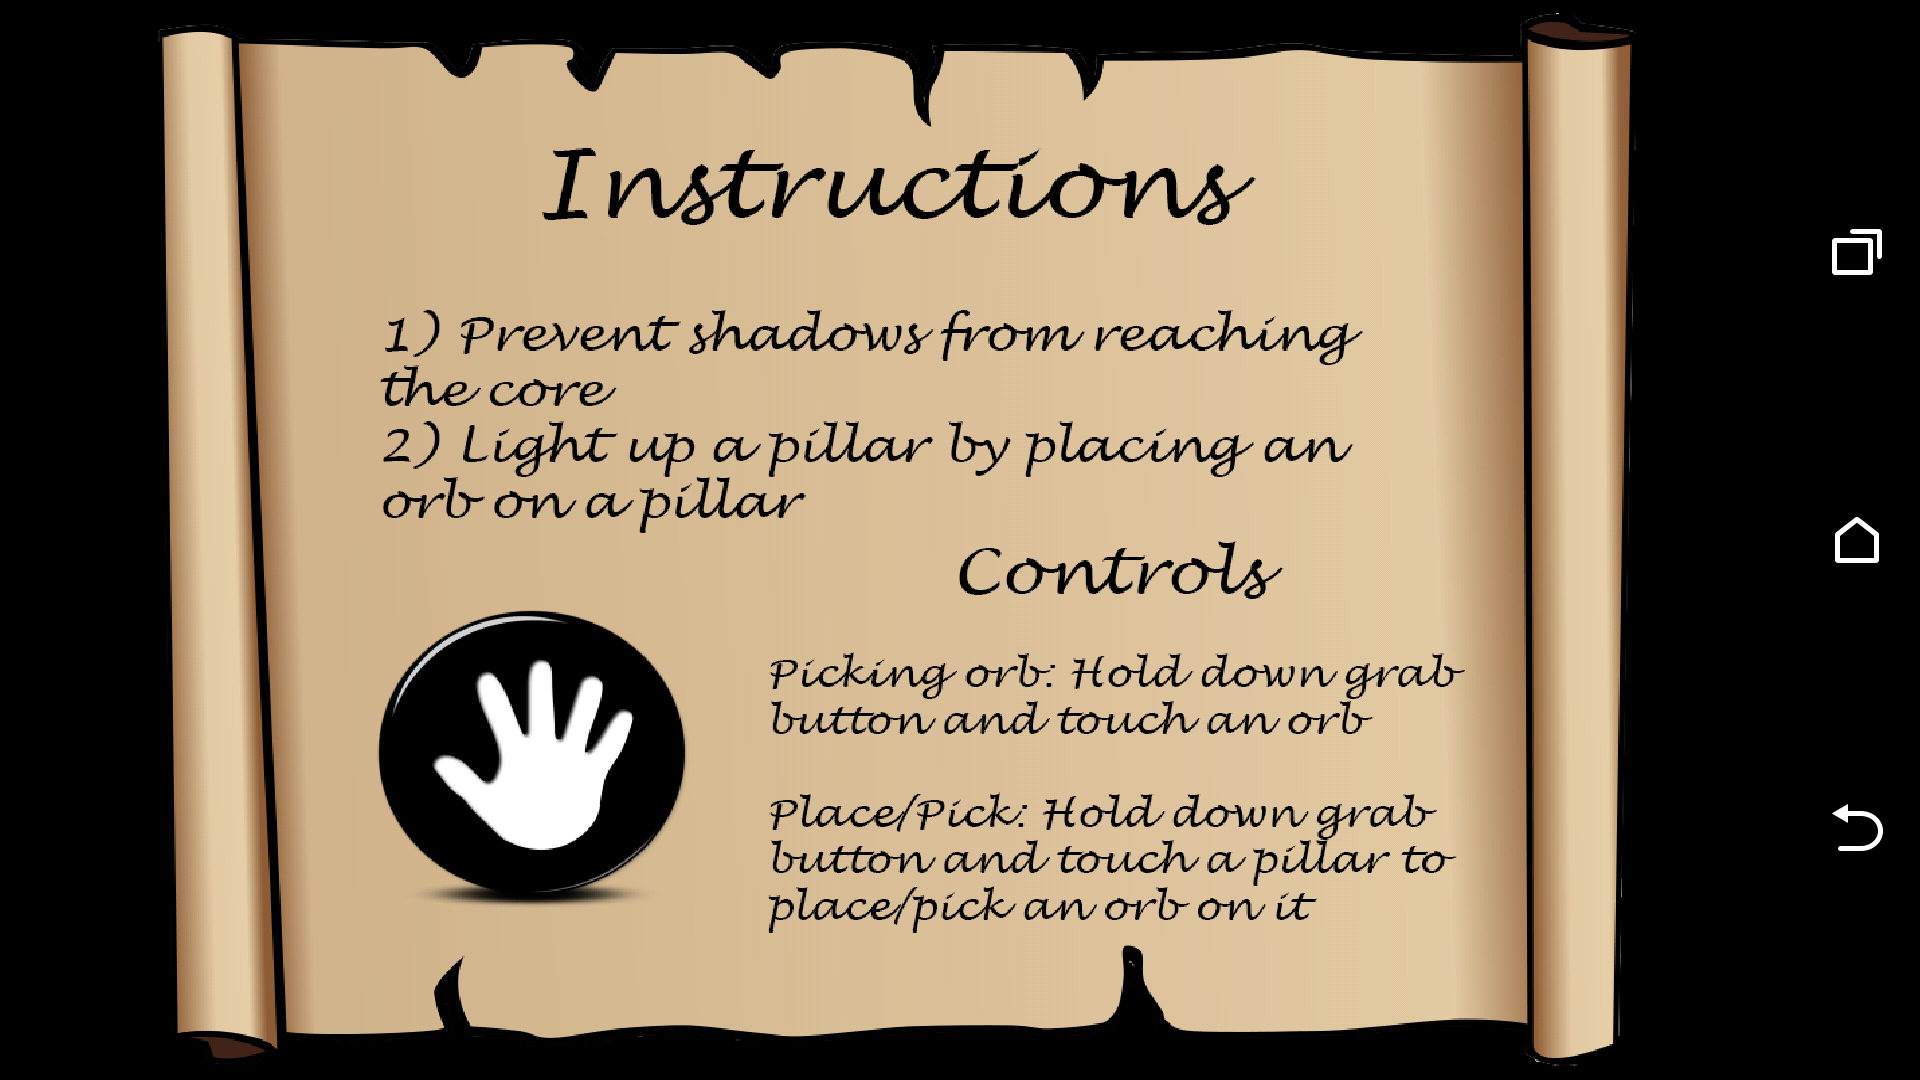 Instructions
1) Prevent shadows from reaching
the core
2) Light up a pillar by placing an
orb on a pillar
Controls
Picking orb: Hold down grab
button and touch an orb
Place/Pick: Hold down grab
button and touch a pillar to
place/pick an orb on it